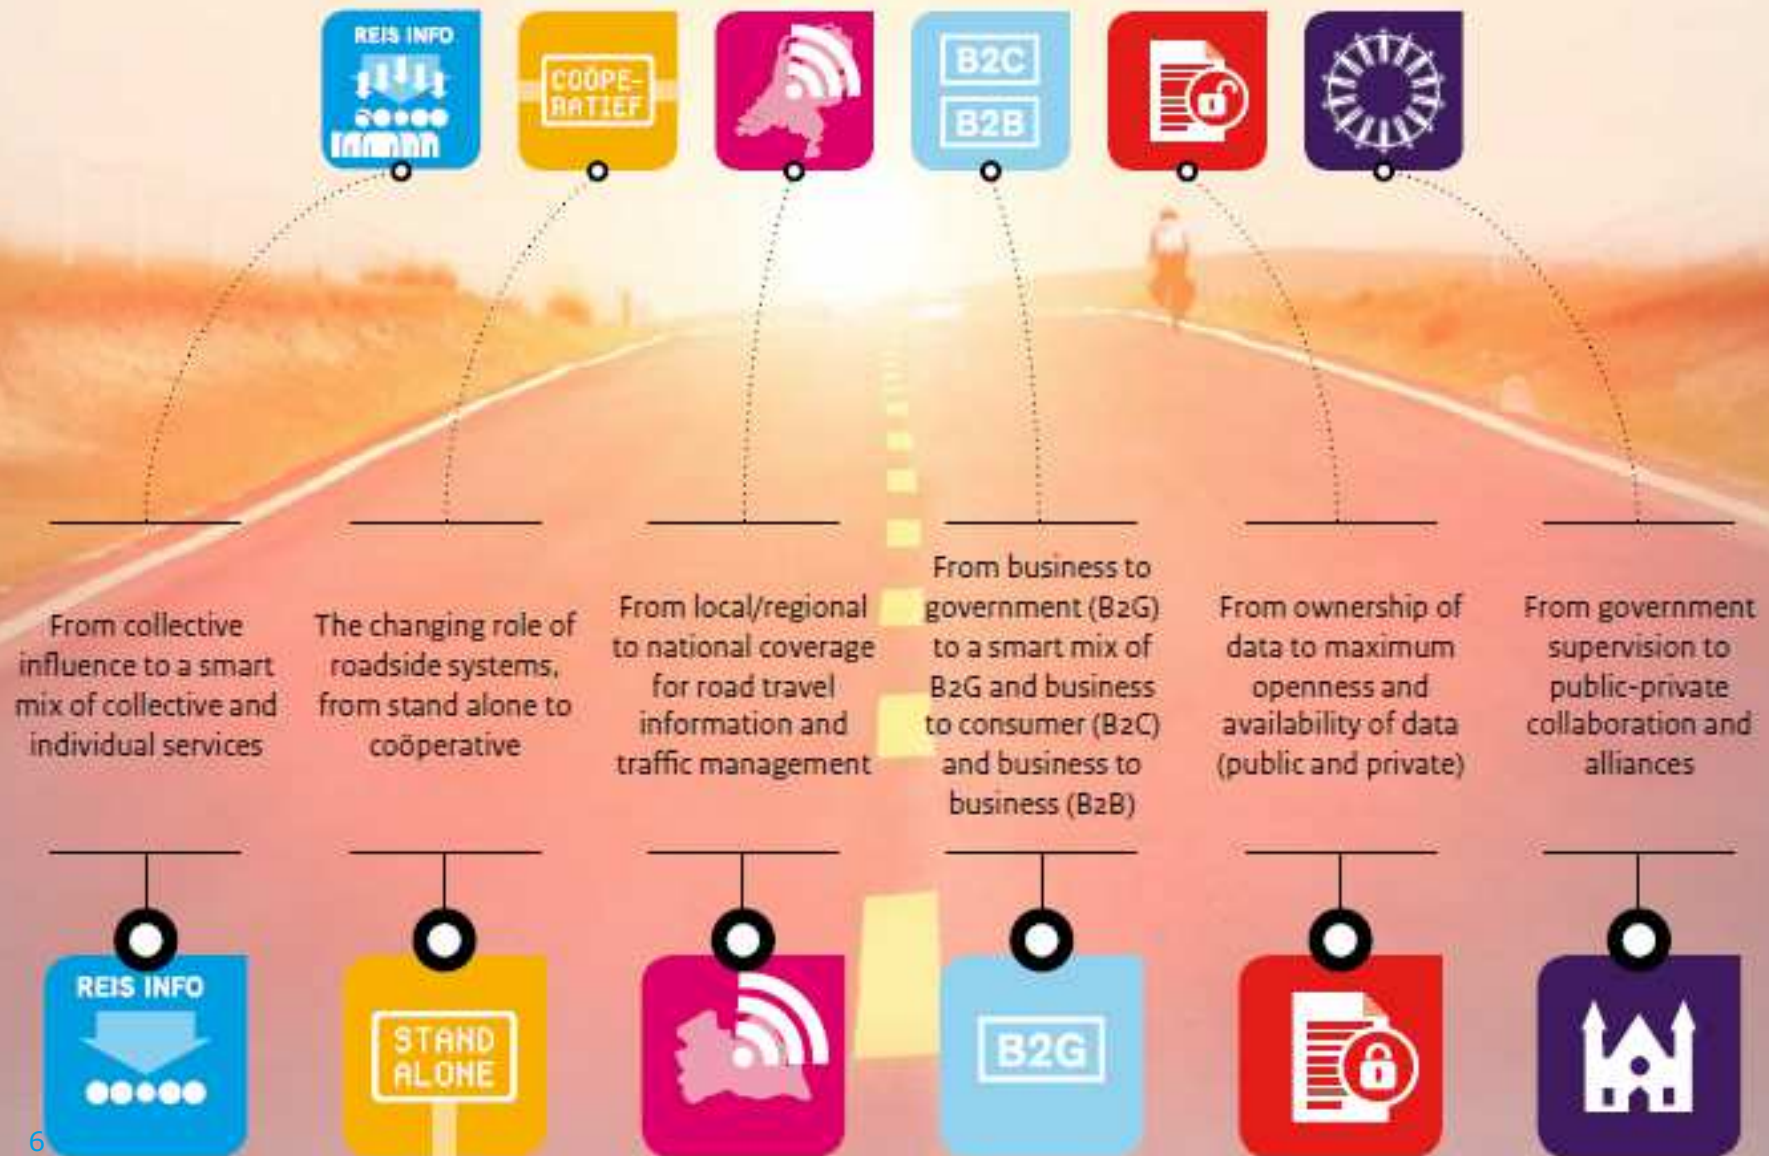 REIS INFO
COÖPE-
RATIEF
B2C
B2B
From collective
influence to a smart
mix of collective and
individual services
The changing role of
roadside systems,
from stand alone to
coöperative
From local/regional
to national coverage
for road travel
information and
traffic management
From business to
government (B2G)
to a smart mix of
B2G and business
to consumer (B2C)
and business to
business (B2B)
From ownership of
data to maximum
openness and
availability of data
(public and private)
From government
supervision to
public-private
collaboration and
alliances
REIS INFO
STAND
ALONE
B2G
6